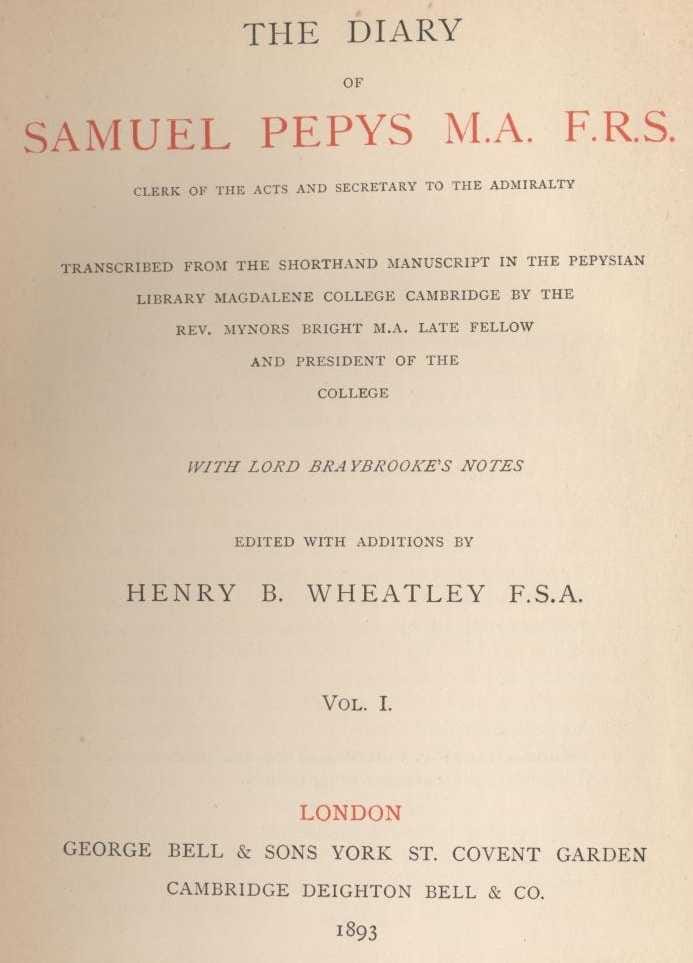 THE DIARY
OF
SAMUEL PEPYS M.A. F.R.S.
CLERK OF THE ACTS AND SECRETARY TO THE ADMIRALTY
TRANSCRIBED FROM THE SHORTHAND MANUSCRIPT IN THE PEPYSIAN
LIBRARY MAGDALENE COLLEGE CAMBRIDGE BY THE
REV. MYNORS BRIGHT M.A. LATE FELLOW
AND PRESIDENT OF THE
COLLEGE
WITH LORD BRAYBROOKE'S NOTES
EDITED WITH ADDITIONS BY
HENRY B. WHEATLEY F.S.A.
VOL. I.
LONDON
GEORGE BELL & SONS YORK ST. COVENT GARDEN
CAMBRIDGE DEIGHTON BELL & CO.
1893